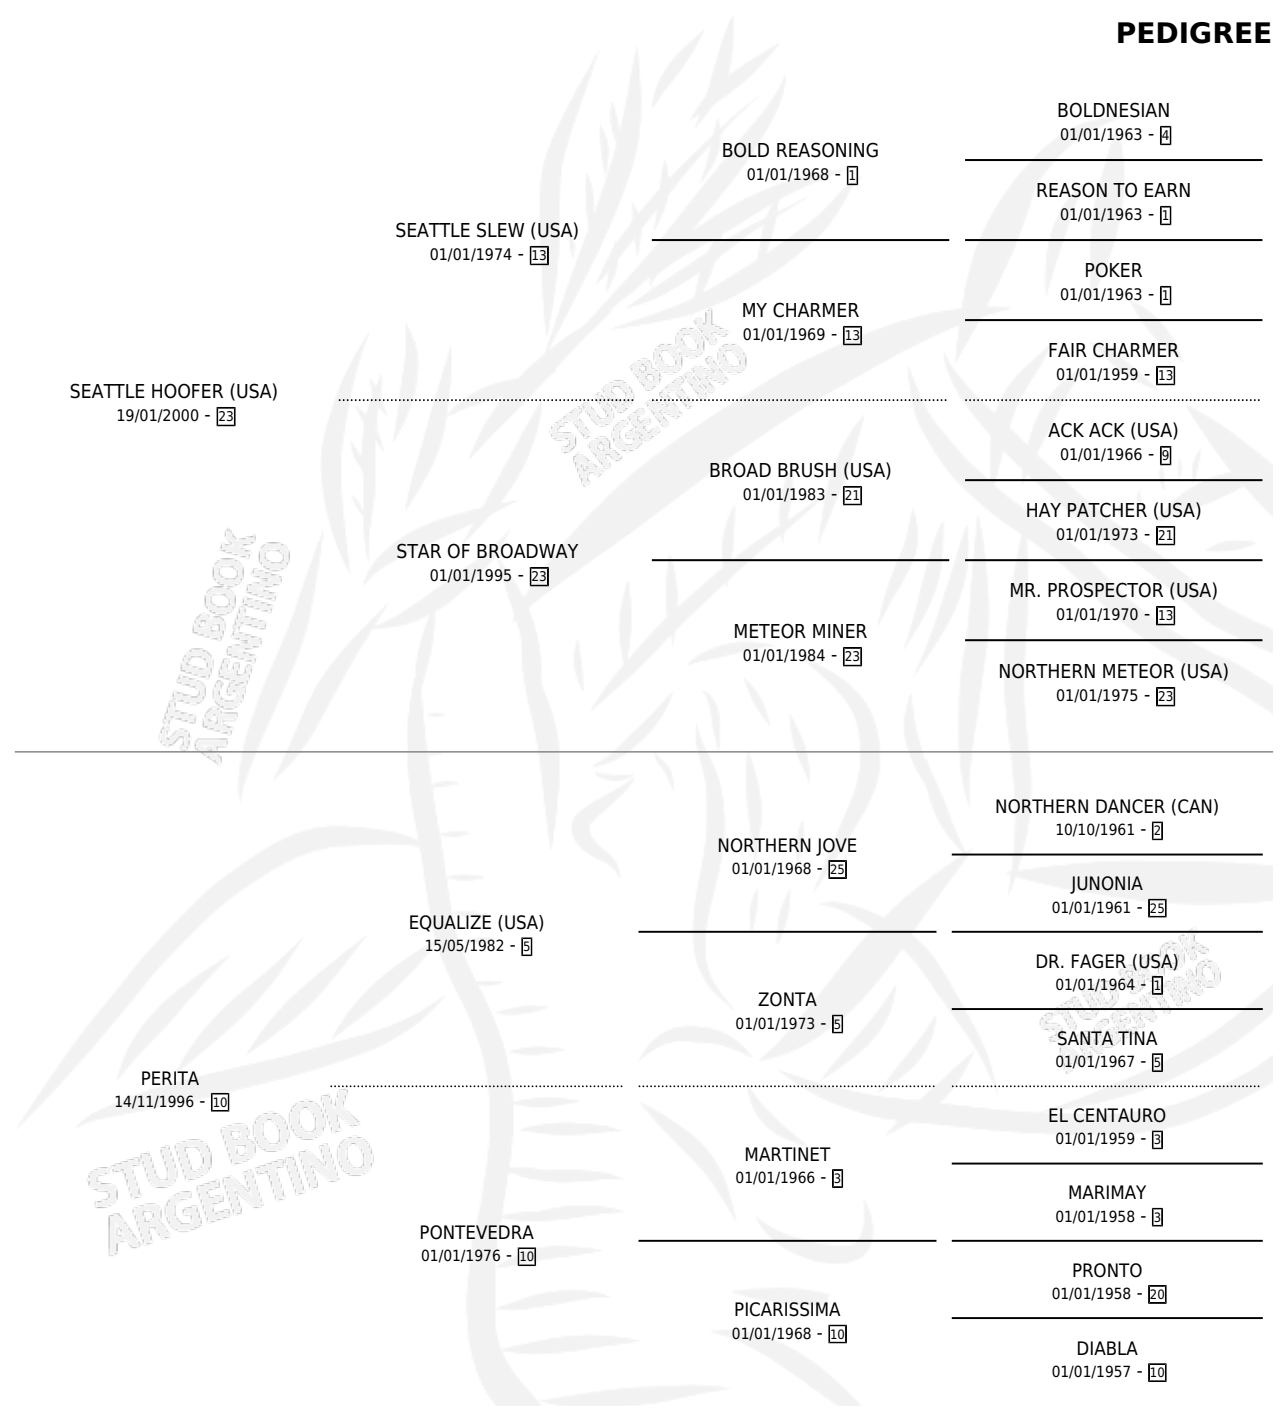 PEDIGREE
BOLDNESIAN
01/01/1963 - 4
BOLD REASONING
01/01/1968 - 1
REASON TO EARN
01/01/1963 - 1
SEATTLE SLEW (USA)
01/01/1974 - 13
POKER
01/01/1963 - 1
MY CHARMER
01/01/1969 - 13
FAIR CHARMER
01/01/1959 - 13
SEATTLE HOOFER (USA)
19/01/2000 - 23
STUD BOOK
ARGENTINO
ACK ACK (USA)
01/01/1966 - 9
BROAD BRUSH (USA)
01/01/1983 - 21
HAY PATCHER (USA)
01/01/1973 - 21
STAR OF BROADWAY
01/01/1995 - 23
MR. PROSPECTOR (USA)
01/01/1970 - 13
METEOR MINER
01/01/1984 - 23
NORTHERN METEOR (USA)
01/01/1975 - 23
STUD BOOK
ARGENTINO
NORTHERN DANCER (CAN)
10/10/1961 - 2
NORTHERN JOVE
01/01/1968 - 25
JUNONIA
01/01/1961 - 25
EQUALIZE (USA)
15/05/1982 - 5
DR. FAGER (USA)
01/01/1964 - 1
ZONTA
01/01/1973 - 5
SANTA TINA
01/01/1967 - 5
STUD BOOK
ARGENTINO
PERITA
14/11/1996 - 10
EL CENTAURO
01/01/1959 - 3
MARTINET
01/01/1966 - 3
MARIMAY
01/01/1958 - 3
STUD BOOK
ARGENTINO
PONTEVEDRA
01/01/1976 - 10
PRONTO
01/01/1958 - 20
PICARISSIMA
01/01/1968 - 10
DIABLA
01/01/1957 - 10